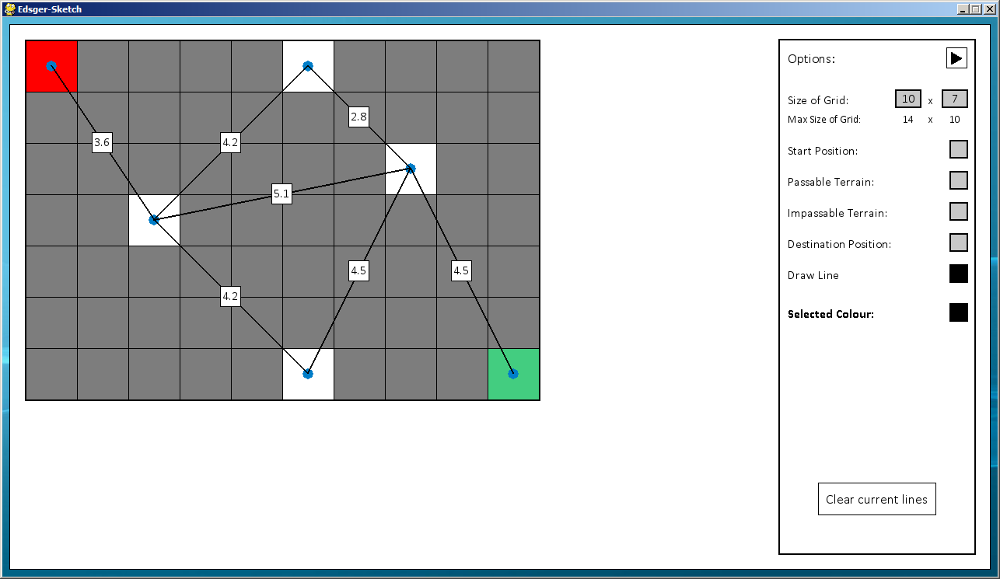 Edsger-Sketch
3.6
4.2
2.8
5.1
4.5
4.5
4.2
Options:
Size of Grid: 10 x 7
Max Size of Grid: 14 x 10
Start Position:
Passable Terrain:
Impassable Terrain:
Destination Position:
Draw Line
Selected Colour:
Clear current lines